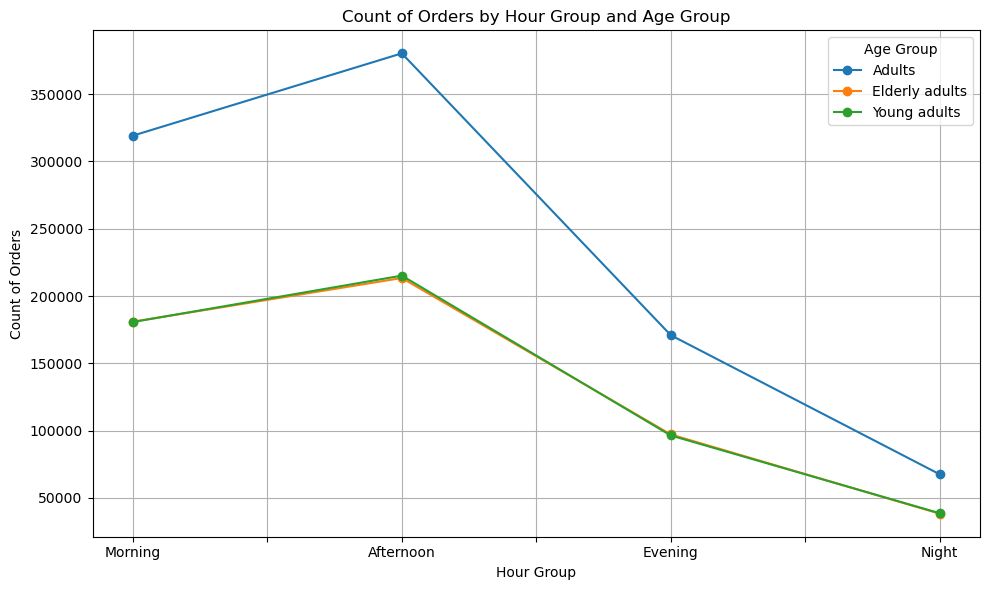 Count of Orders by Hour Group and Age Group
Age Group
Adults
Elderly adults
Young adults
350000
300000
250000
200000
150000
100000
50000
Count of Orders
Morning
Afternoon
Evening
Night
Hour Group